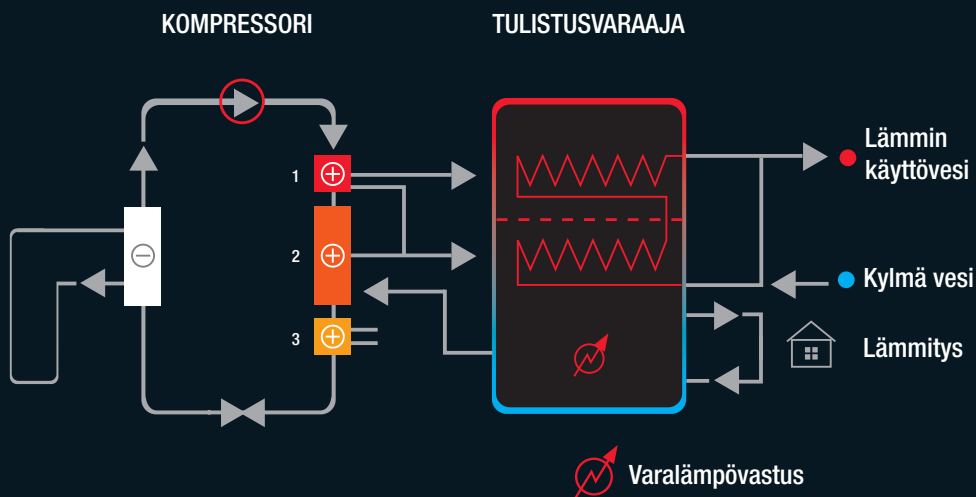 KOMPRESSORI
TULISTUSVARAAJA
1
2
3
Lämmin
käyttövesi
Kylmä vesi
Lämmitys
Varalämpövastus